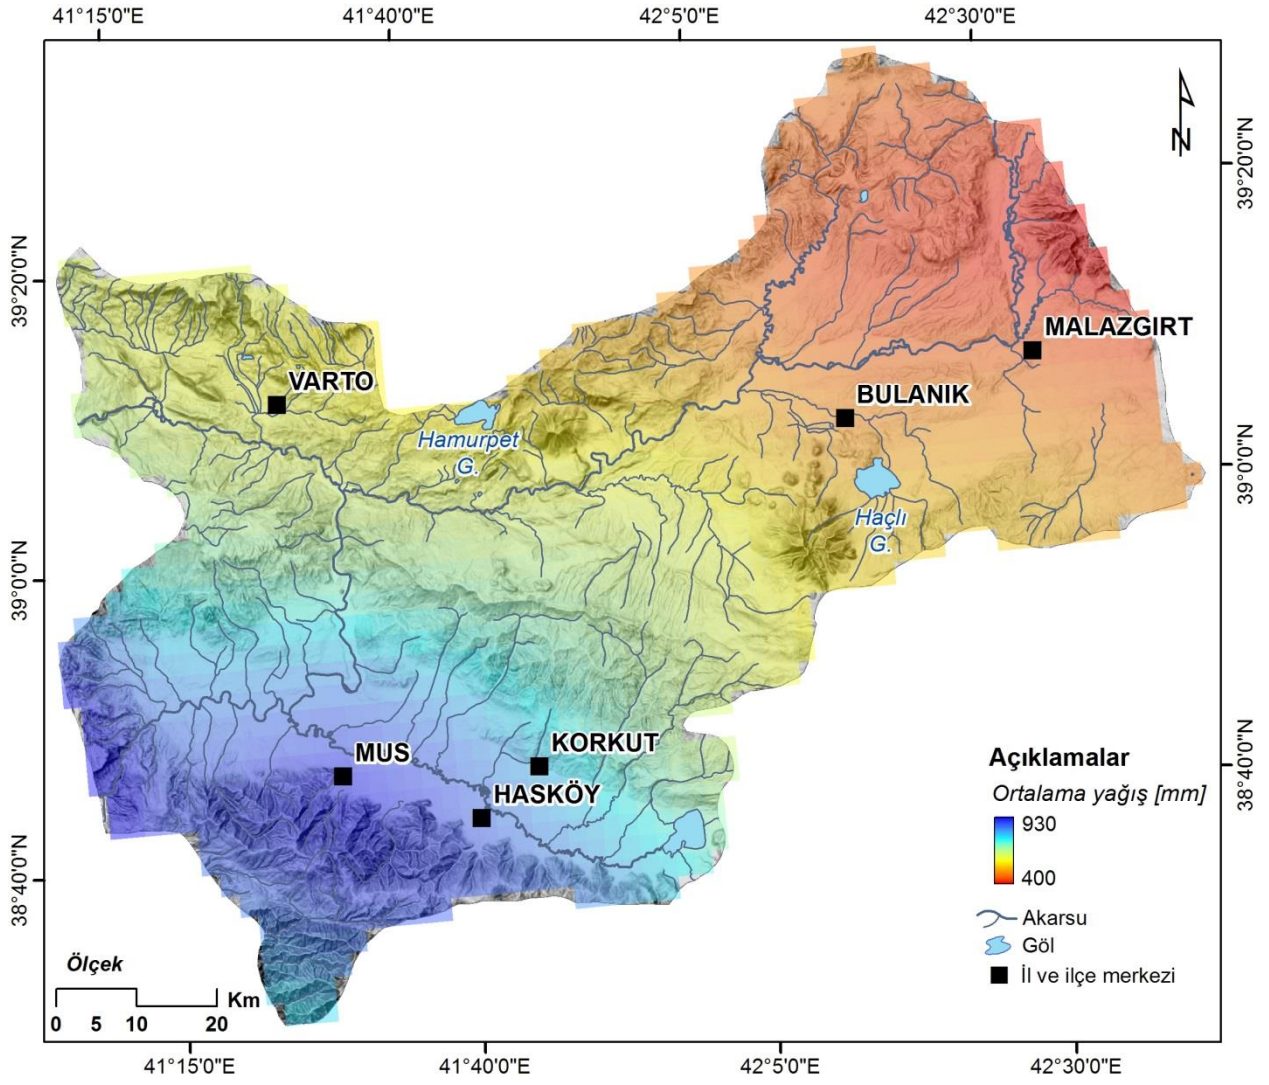 41°15'0"E 41°40'0"E 42°5'0"E 42°30'0"E
N
39°20'0"N
39°20'0"N
MALAZGIRT
VARTO
BULANIK
Hamurpet
G.
39°0'0"N
Haçlı
G.
39°0'0"N
KORKUT
MUS
HASKÖY
38°40'0"N
Açıklamalar
Ortalama yağış [mm]
930
400
38°40'0"N
Akarsu
Göl
İl ve ilçe merkezi
Ölçek
Km
0 5 10 20
41°15'0"E 41°40'0"E 42°5'0"E 42°30'0"E